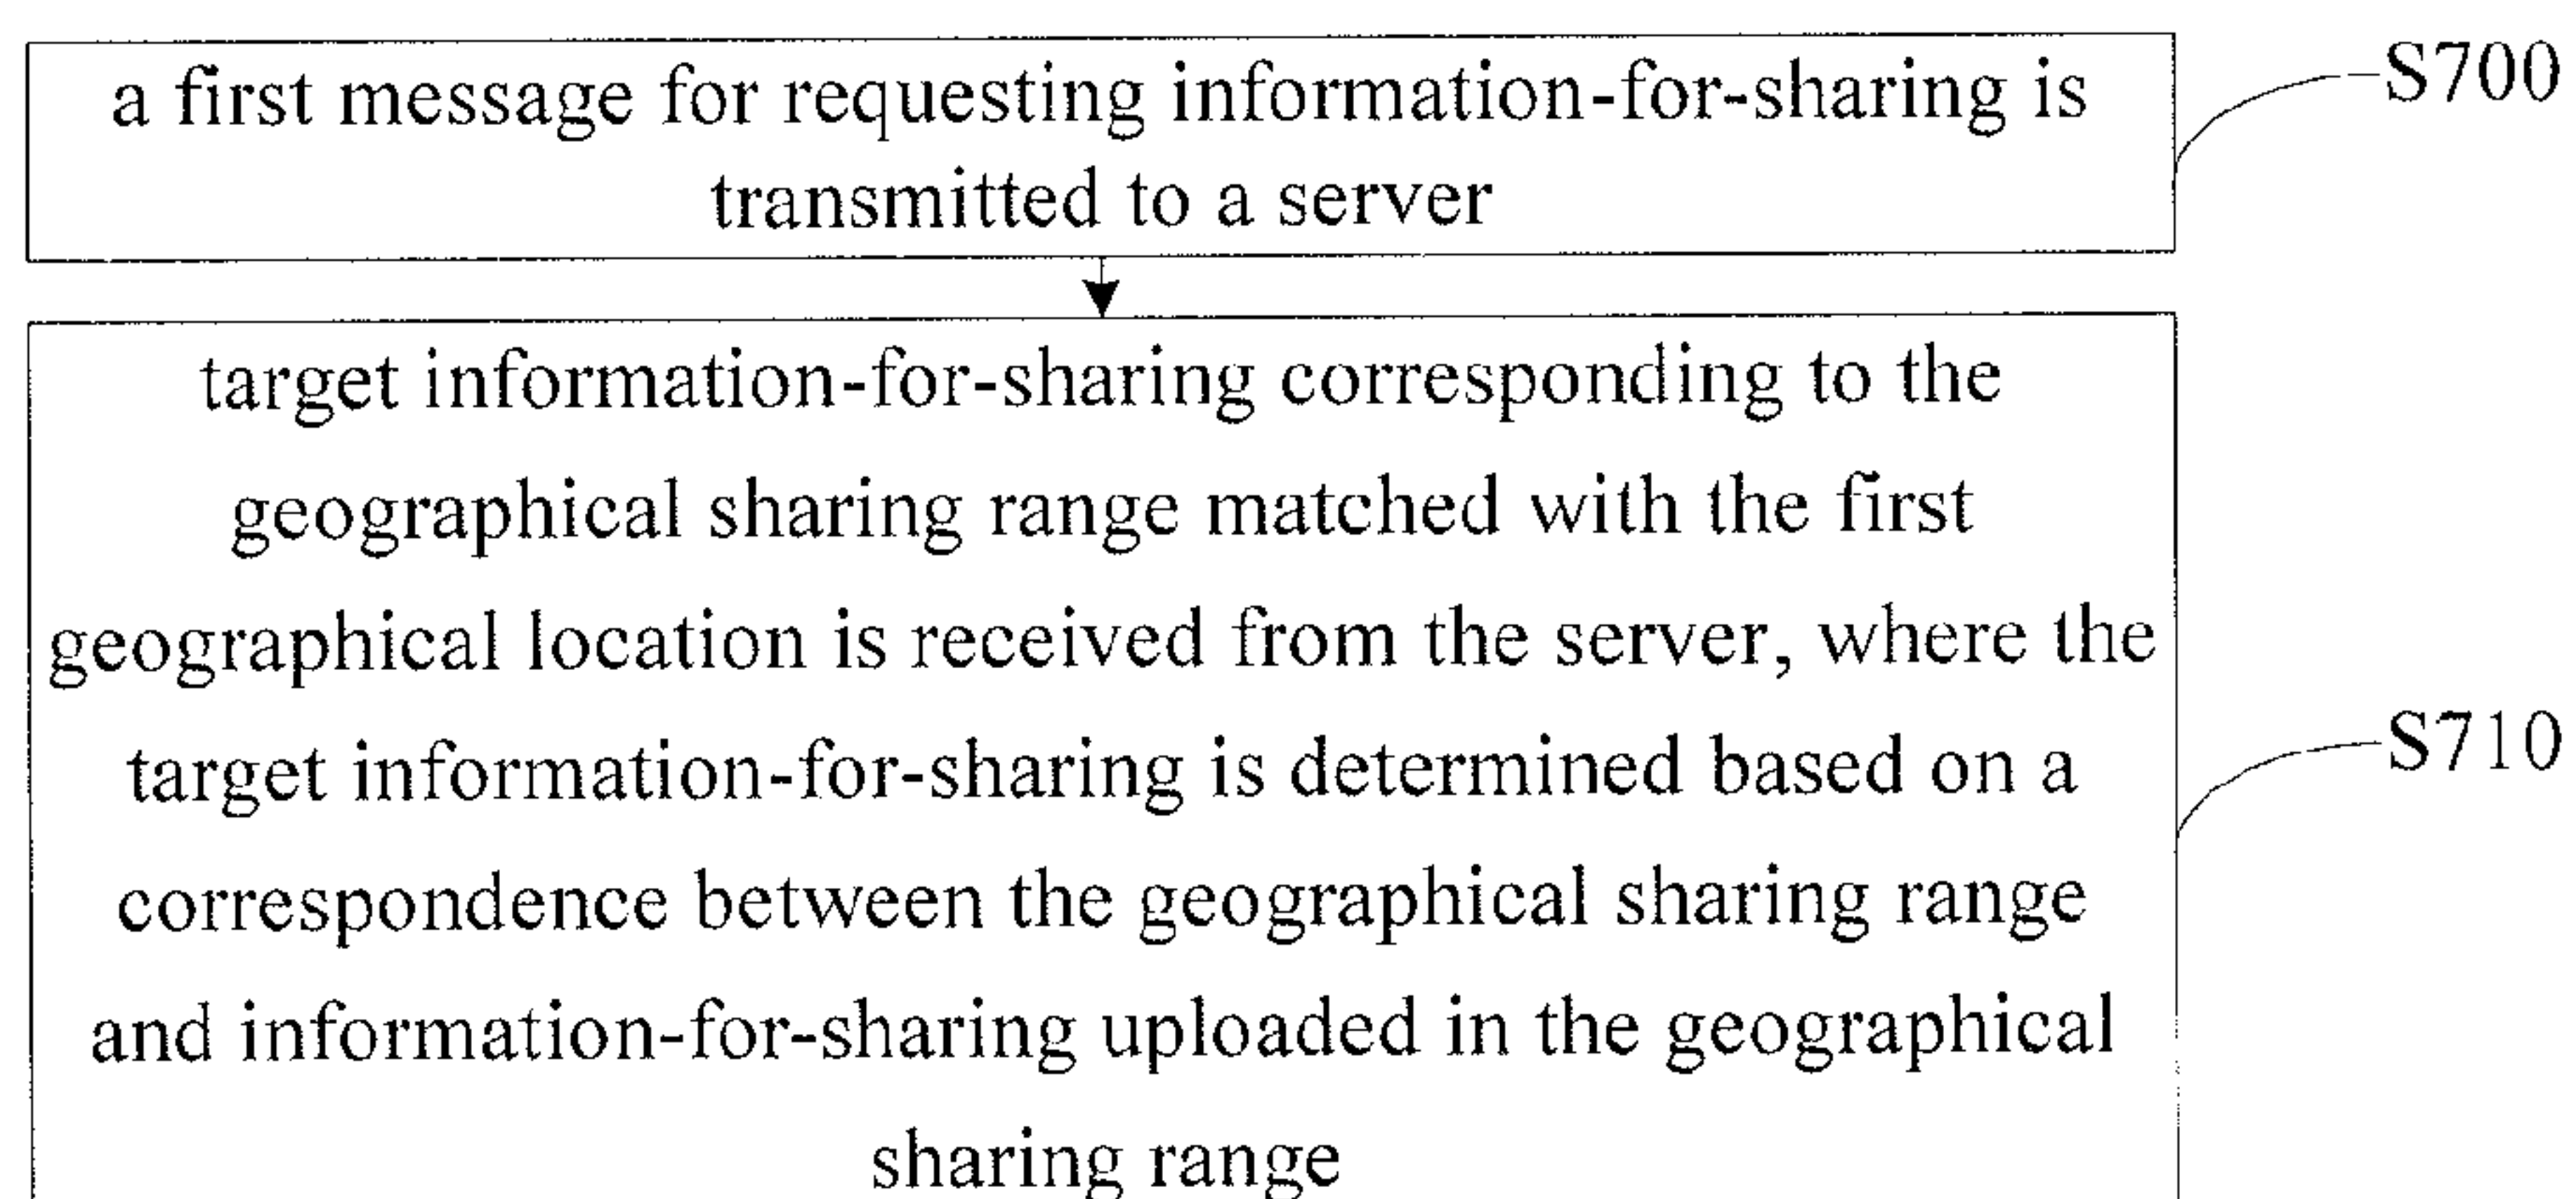 a first message for requesting information-for-sharing is
transmitted to a server
S700
target information-for-sharing corresponding to the
geographical sharing range matched with the first
geographical location is received from the server, where the
target information-for-sharing is determined based on a
correspondence between the geographical sharing range
and information-for-sharing uploaded in the geographical
sharing range
S710